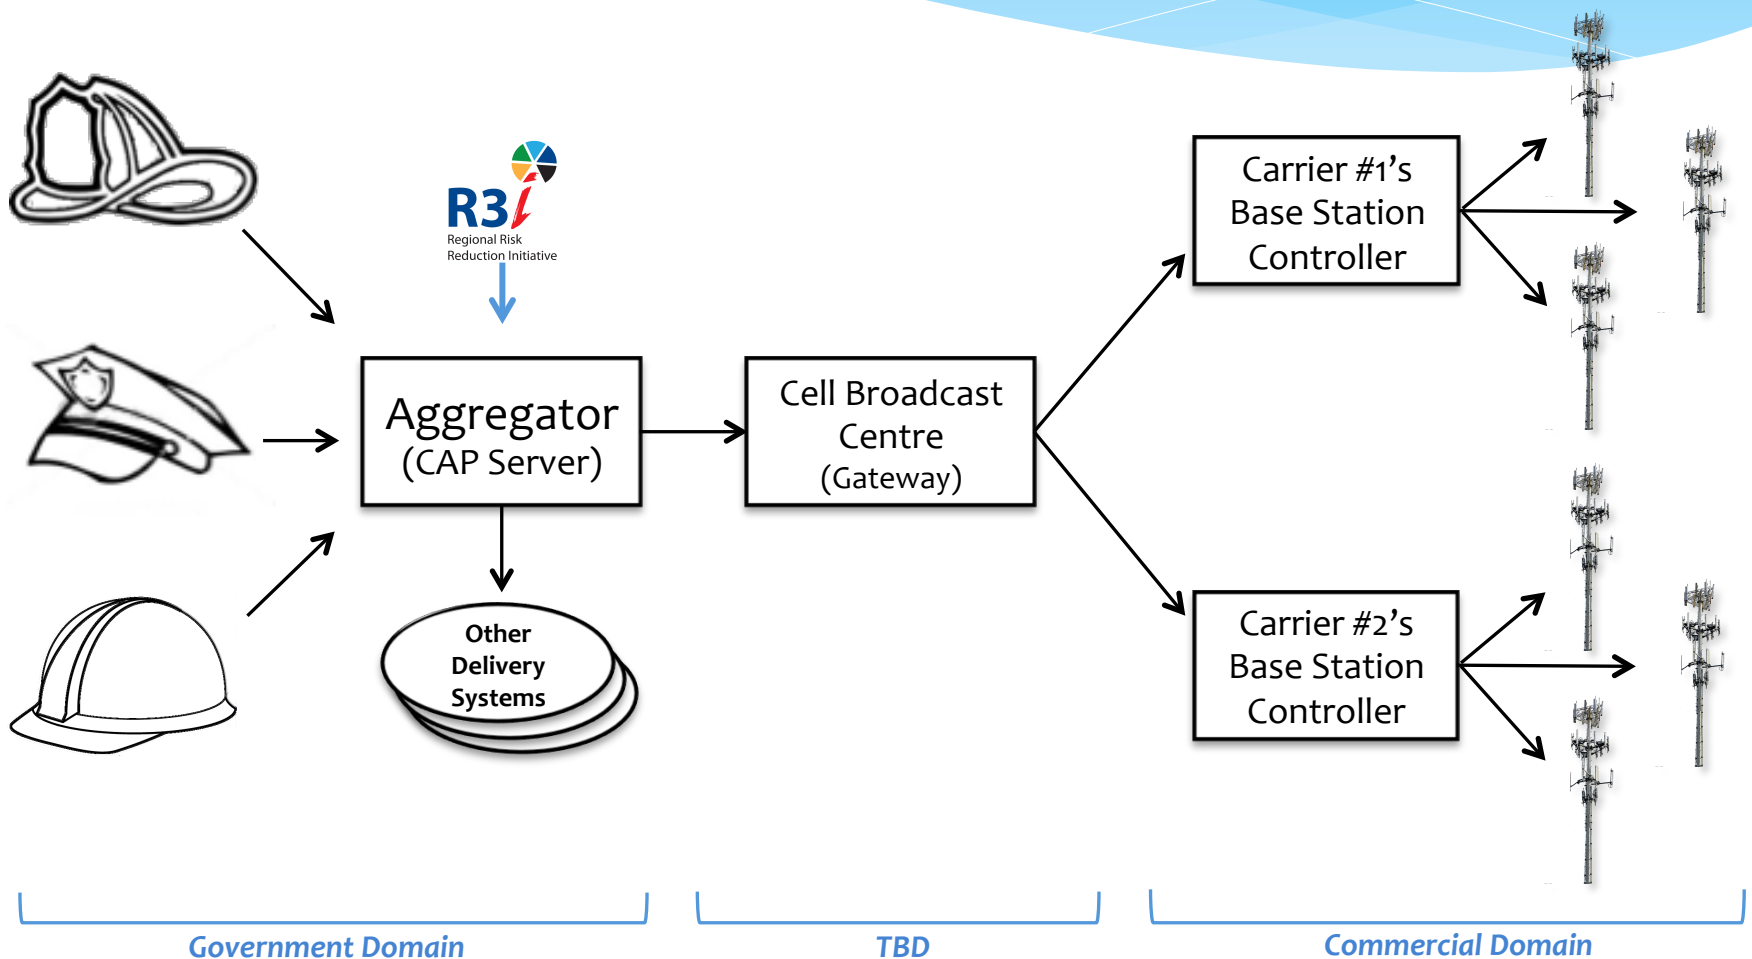 R3i
Regional Risk
Reduction Initiative
Aggregator
(CAP Server)
Other
Delivery
Systems
Cell Broadcast
Centre
(Gateway)
Carrier #1’s
Base Station
Controller
Carrier #2’s
Base Station
Controller
Government Domain
TBD
Commercial Domain